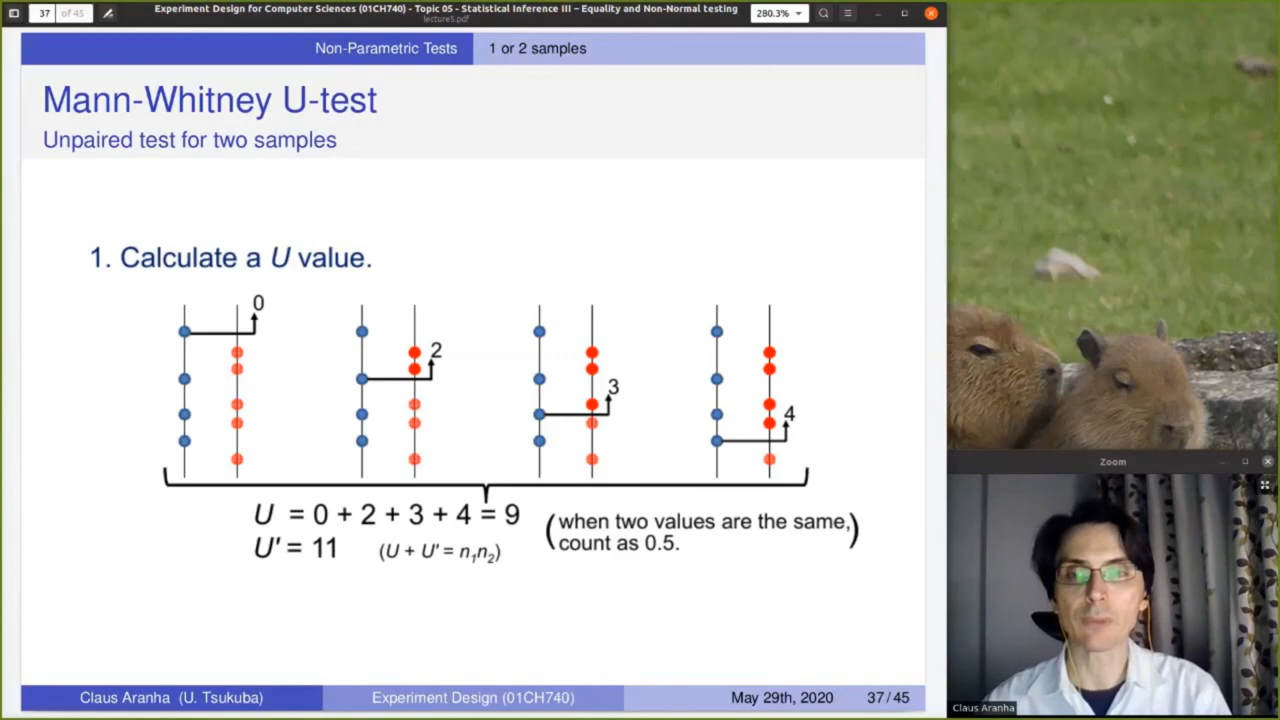 37 of 45
Experiment Design for Computer Sciences (01CH740) - Topic 05 - Statistical Inference III – Equality and Non-Normal testing
lecture5.pdf
280.3%
Non-Parametric Tests 1 or 2 samples
Mann-Whitney U-test
Unpaired test for two samples
1. Calculate a U value.
0
2
3
4
U = 0 + 2 + 3 + 4 = 9
U' = 11 (U + U' = n₁n₂)
(when two values are the same,
count as 0.5.)
Claus Aranha (U. Tsukuba) Experiment Design (01CH740) May 29th, 2020 37/45
Zoom
Claus Aranha